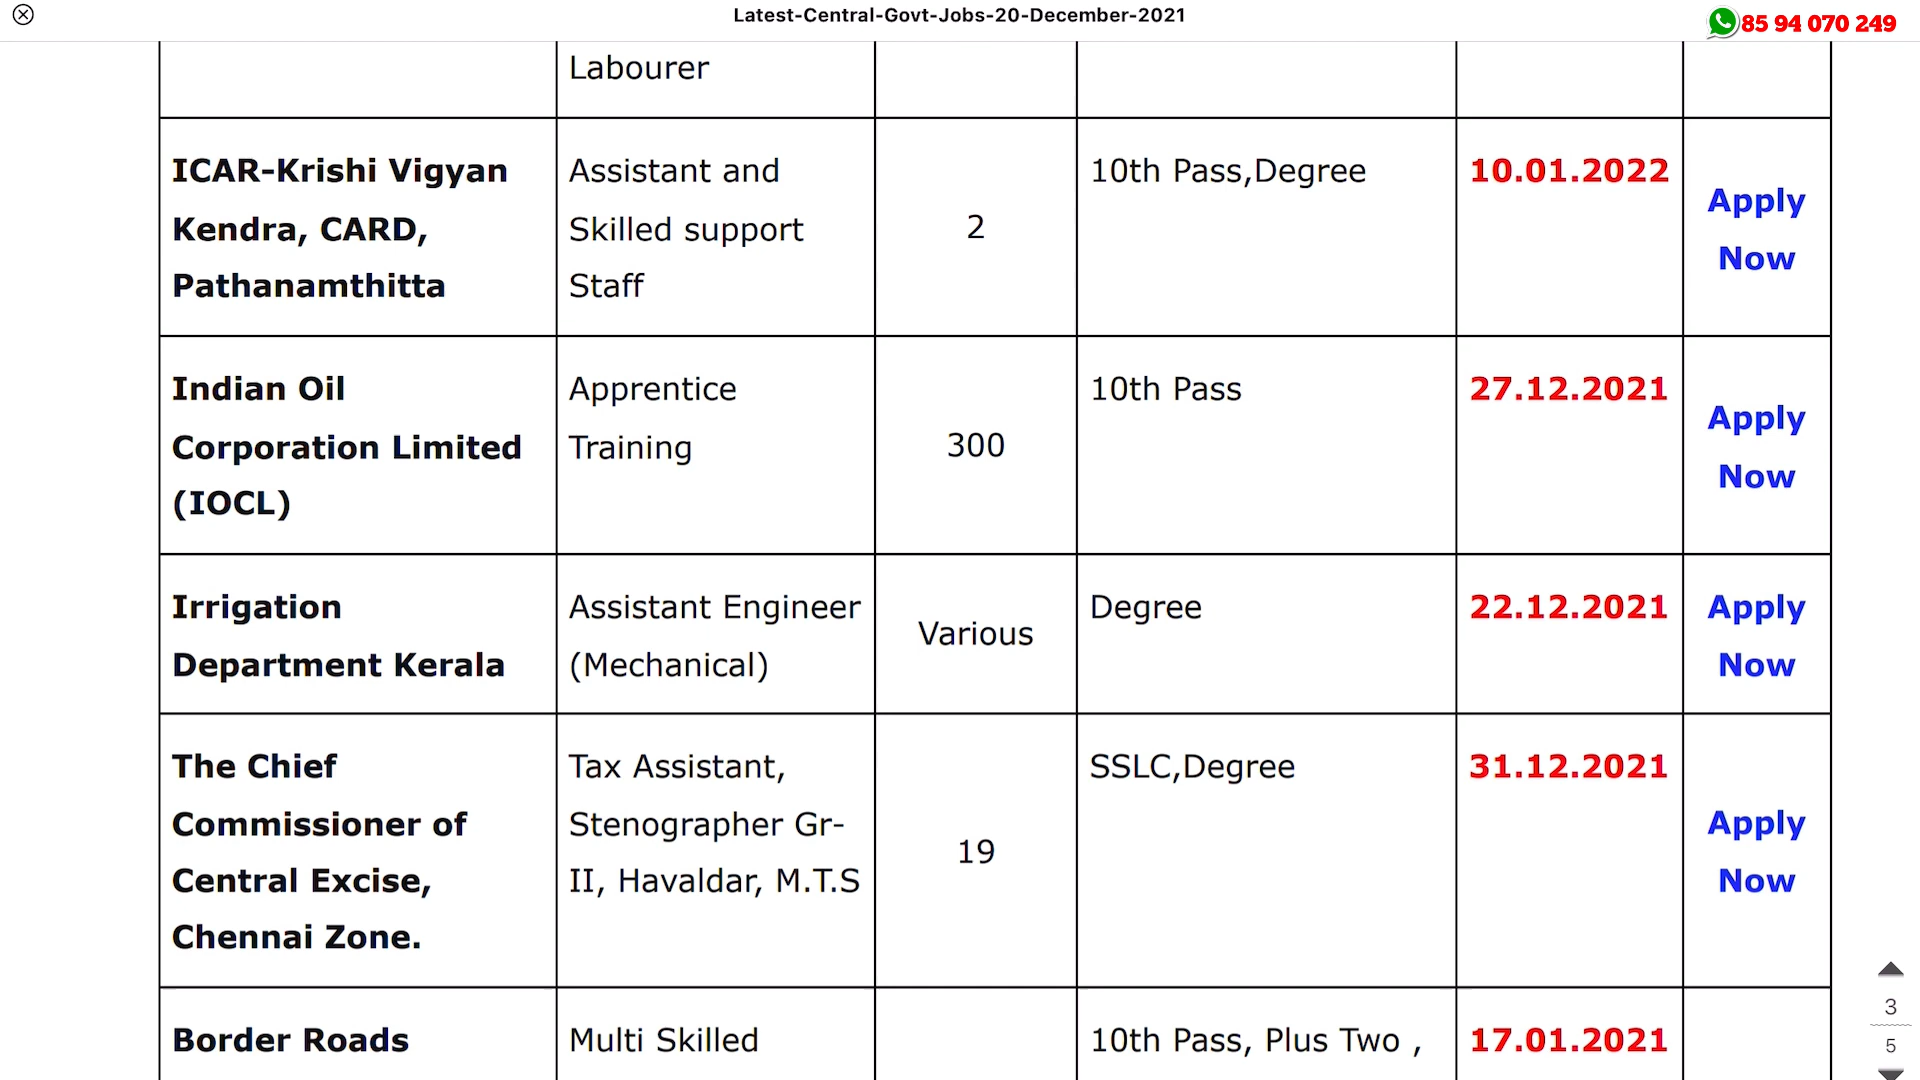 Latest-Central-Govt-Jobs-20-December-2021
85 94 070 249
Labourer
ICAR-Krishi Vigyan
Kendra, CARD,
Pathanamthitta
Assistant and
Skilled support
Staff
2
10th Pass,Degree
10.01.2022
Apply
Now
Indian Oil
Corporation Limited
(IOCL)
Apprentice
Training
300
10th Pass
27.12.2021
Apply
Now
Irrigation
Department Kerala
Assistant Engineer
(Mechanical)
Various
Degree
22.12.2021
Apply
Now
The Chief
Commissioner of
Central Excise,
Chennai Zone.
Tax Assistant,
Stenographer Gr-
II, Havaldar, M.T.S
19
SSLC,Degree
31.12.2021
Apply
Now
Border Roads
Multi Skilled
10th Pass, Plus Two ,
17.01.2021
3
5